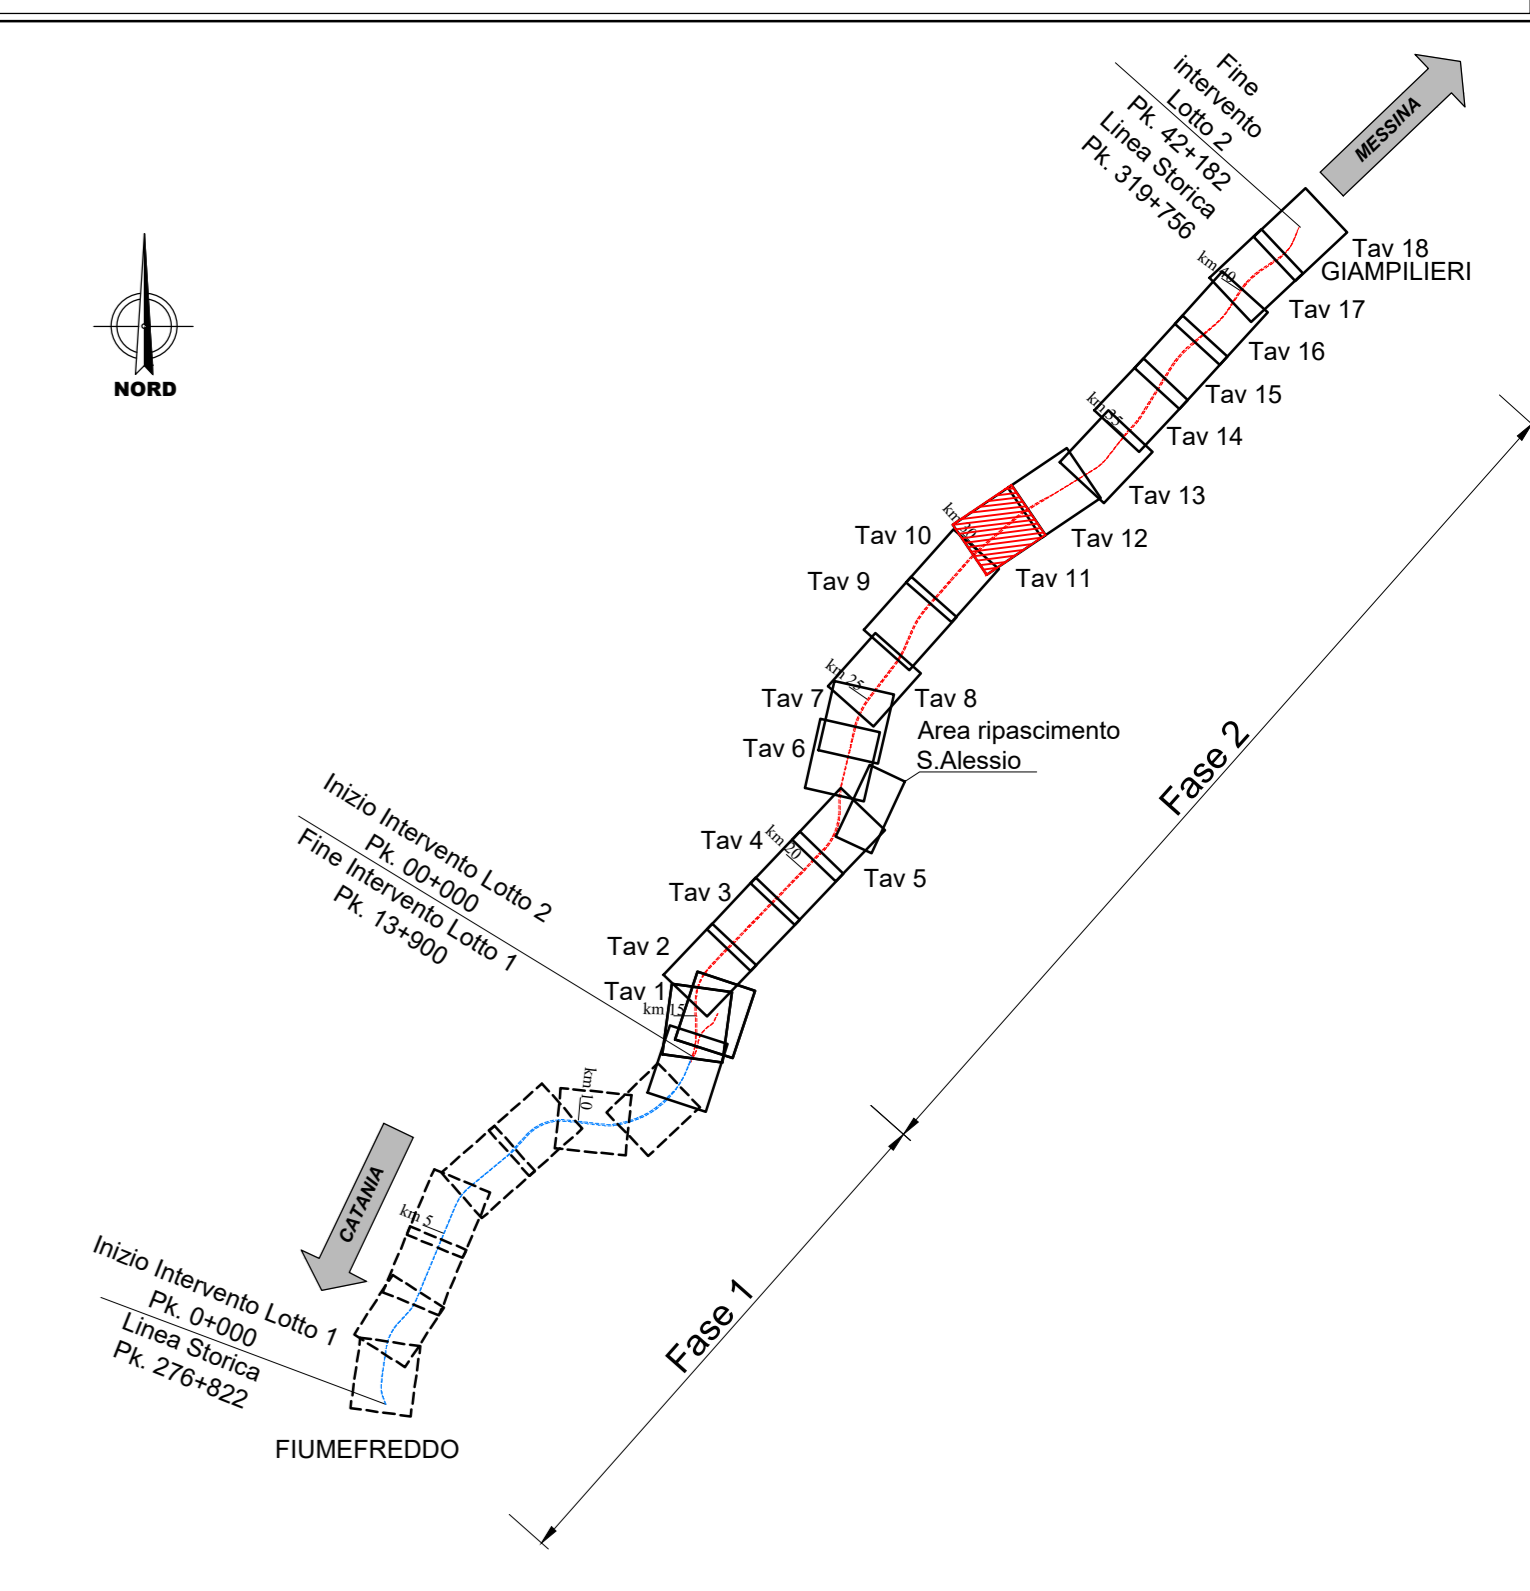 Fine
intervento
Lotto 2
Pk. 42+182
Linea Storica
Pk. 319+756
MESSINA
NORD
Tav 18
GIAMPILIERI
km 40
Tav 17
Tav 16
Tav 15
km 35
Tav 14
Tav 13
km 30
Tav 10
Tav 12
Tav 11
Tav 9
km 25
Tav 7
Tav 8
Area ripascimento
S.Alessio
Tav 6
Fase 2
Inizio Intervento Lotto 2
Pk. 00+000
Fine Intervento Lotto 1
Pk. 13+900
Tav 4
km 20
Tav 5
Tav 3
Tav 2
Tav 1
km 15
km 10
CATANIA
km 5
Inizio Intervento Lotto 1
Pk. 0+000
Linea Storica
Pk. 276+822
Fase 1
FIUMEFREDDO